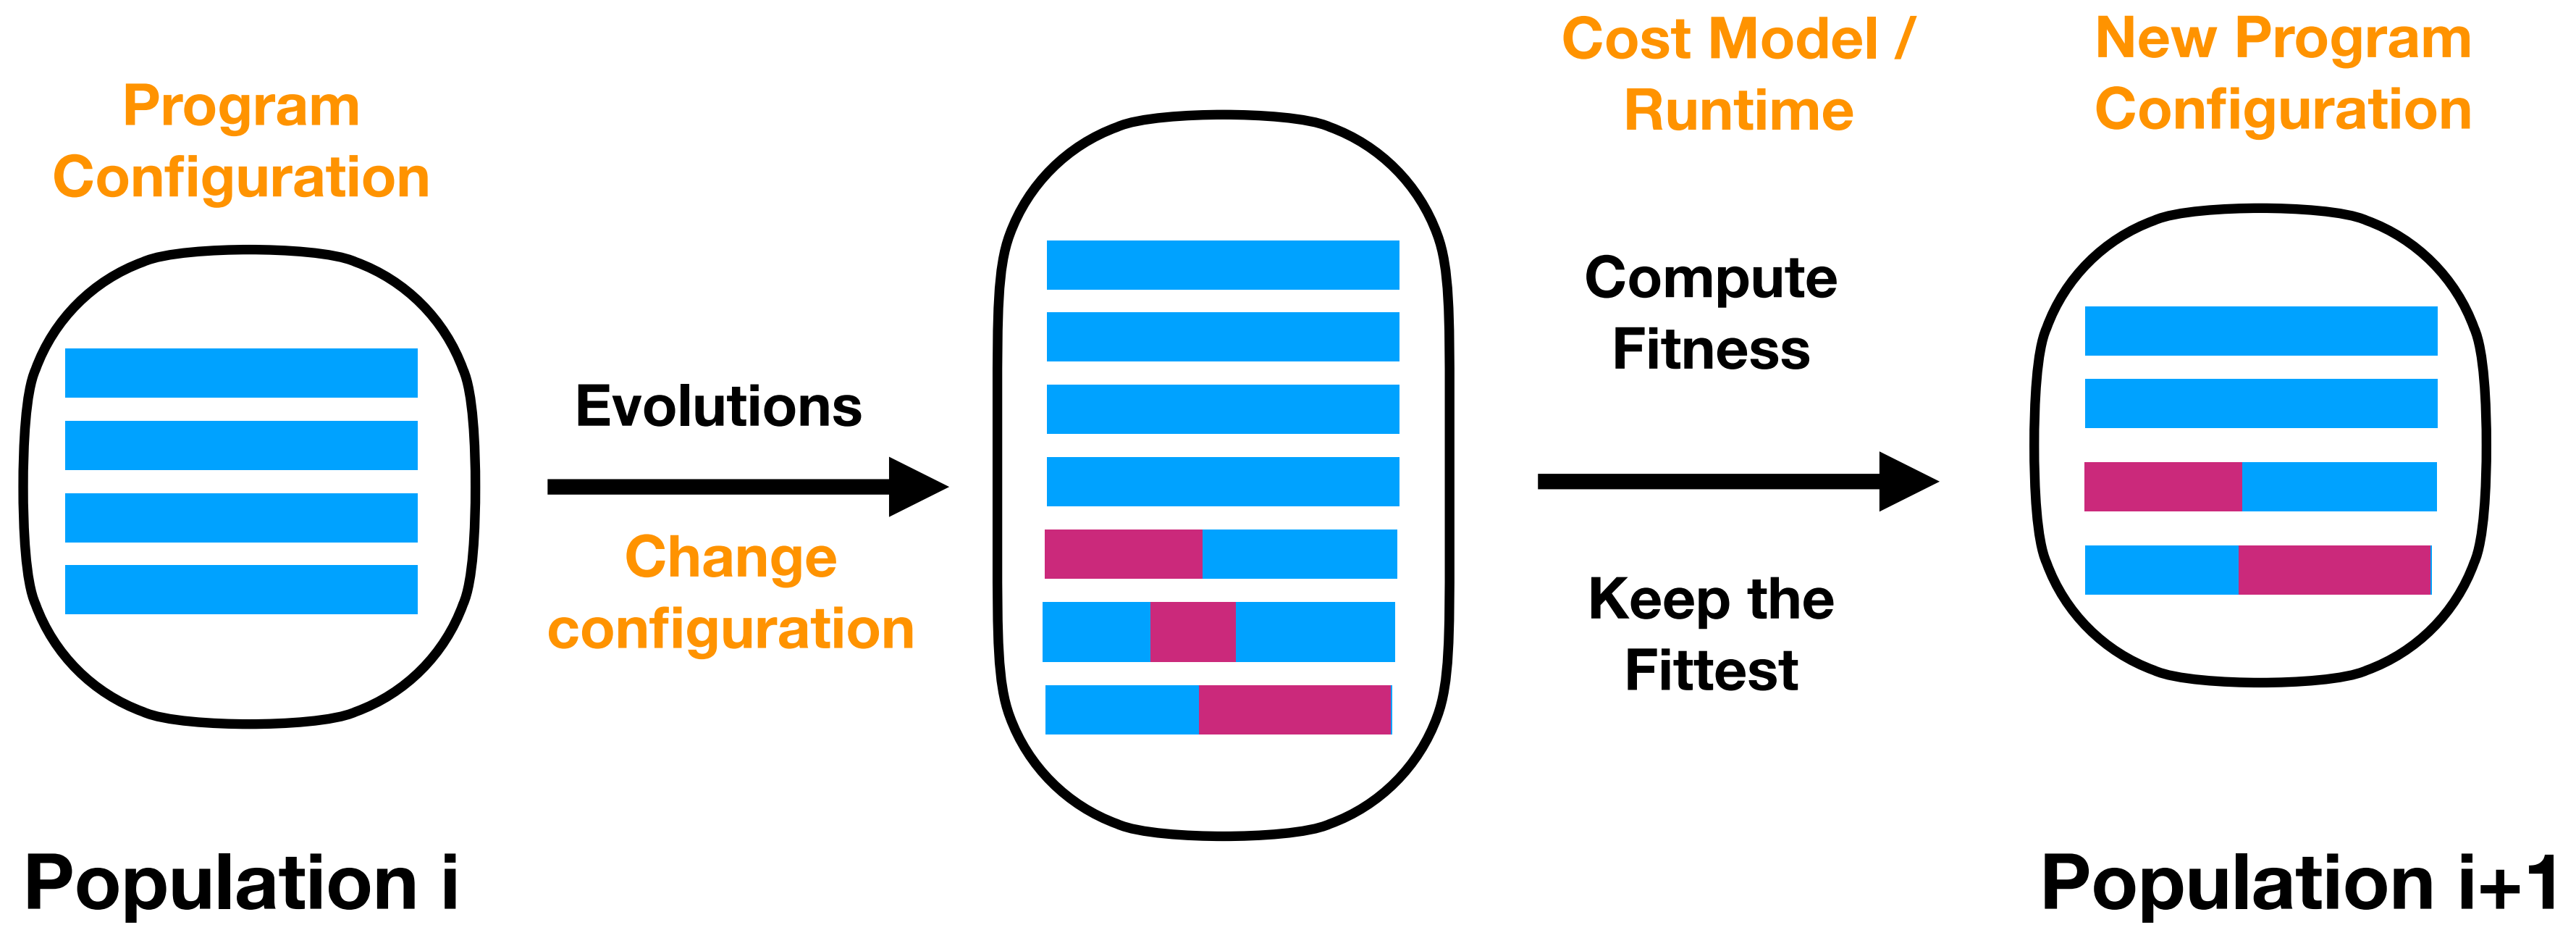 Program
Configuration
Population i
Evolutions
Change
configuration
Cost Model /
Runtime
Compute
Fitness
Keep the
Fittest
New Program
Configuration
Population i+1